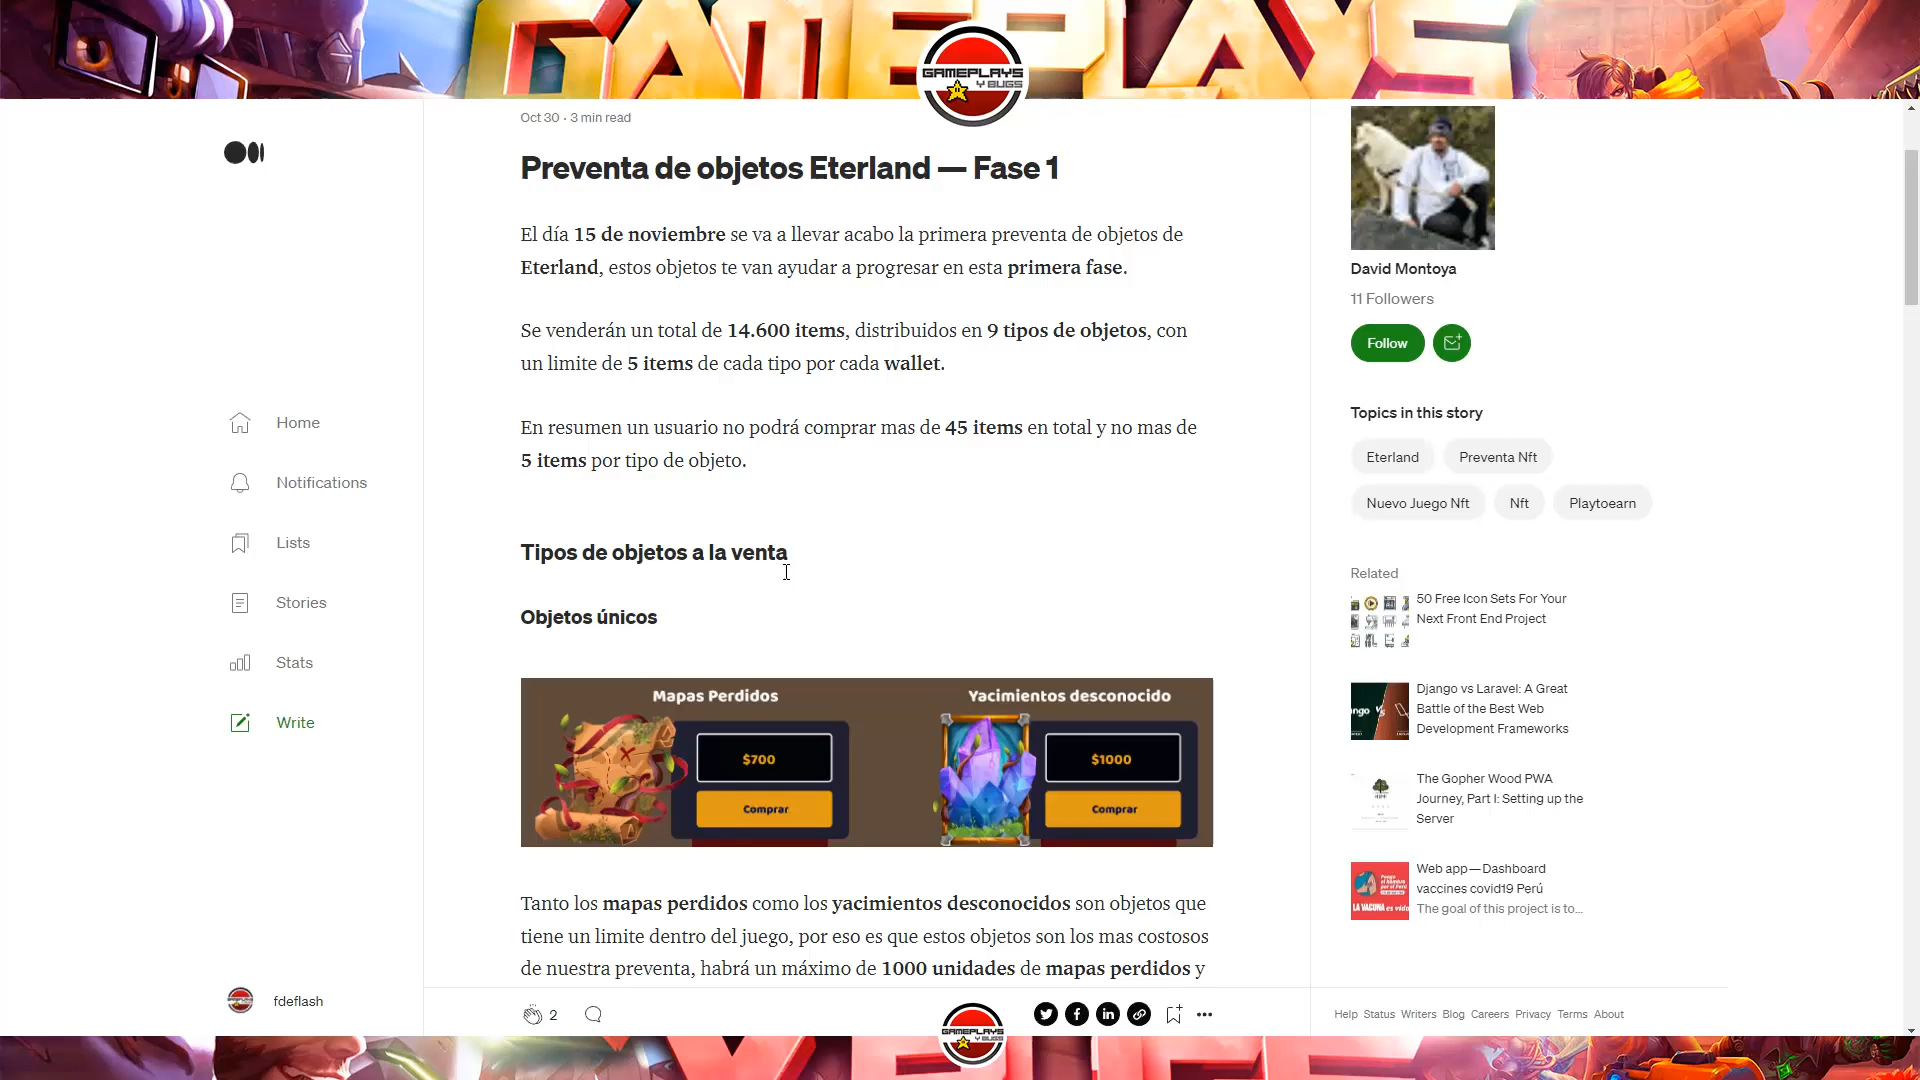 GAMEPLAYS
GAMEPLAYS
Y BUGS
Oct 30 · 3 min read
Preventa de objetos Eterland — Fase 1
El día 15 de noviembre se va a llevar acabo la primera preventa de objetos de
Eterland, estos objetos te van ayudar a progresar en esta primera fase.
Se venderán un total de 14.600 items, distribuidos en 9 tipos de objetos, con
un limite de 5 items de cada tipo por cada wallet.
En resumen un usuario no podrá comprar mas de 45 items en total y no mas de
5 items por tipo de objeto.
Tipos de objetos a la venta
Objetos únicos
Mapas Perdidos
$700
Comprar
Yacimientos desconocido
$1000
Comprar
Tanto los mapas perdidos como los yacimientos desconocidos son objetos que
tiene un limite dentro del juego, por eso es que estos objetos son los mas costosos
de nuestra preventa, habrá un máximo de 1000 unidades de mapas perdidos y
2
Home
Notifications
Lists
Stories
Stats
Write
fdeflash
David Montoya
11 Followers
Follow
Topics in this story
Eterland
Preventa Nft
Nuevo Juego Nft
Nft
Playtoearn
Related
50 Free Icon Sets For Your
Next Front End Project
Django vs Laravel: A Great
Battle of the Best Web
Development Frameworks
The Gopher Wood PWA
Journey, Part I: Setting up the
Server
Web app — Dashboard
vaccines covid19 Perú
The goal of this project is to...
LA VACUNA es vida
Help Status Writers Blog Careers Privacy Terms About
GAMEPLAYS
Y BUGS